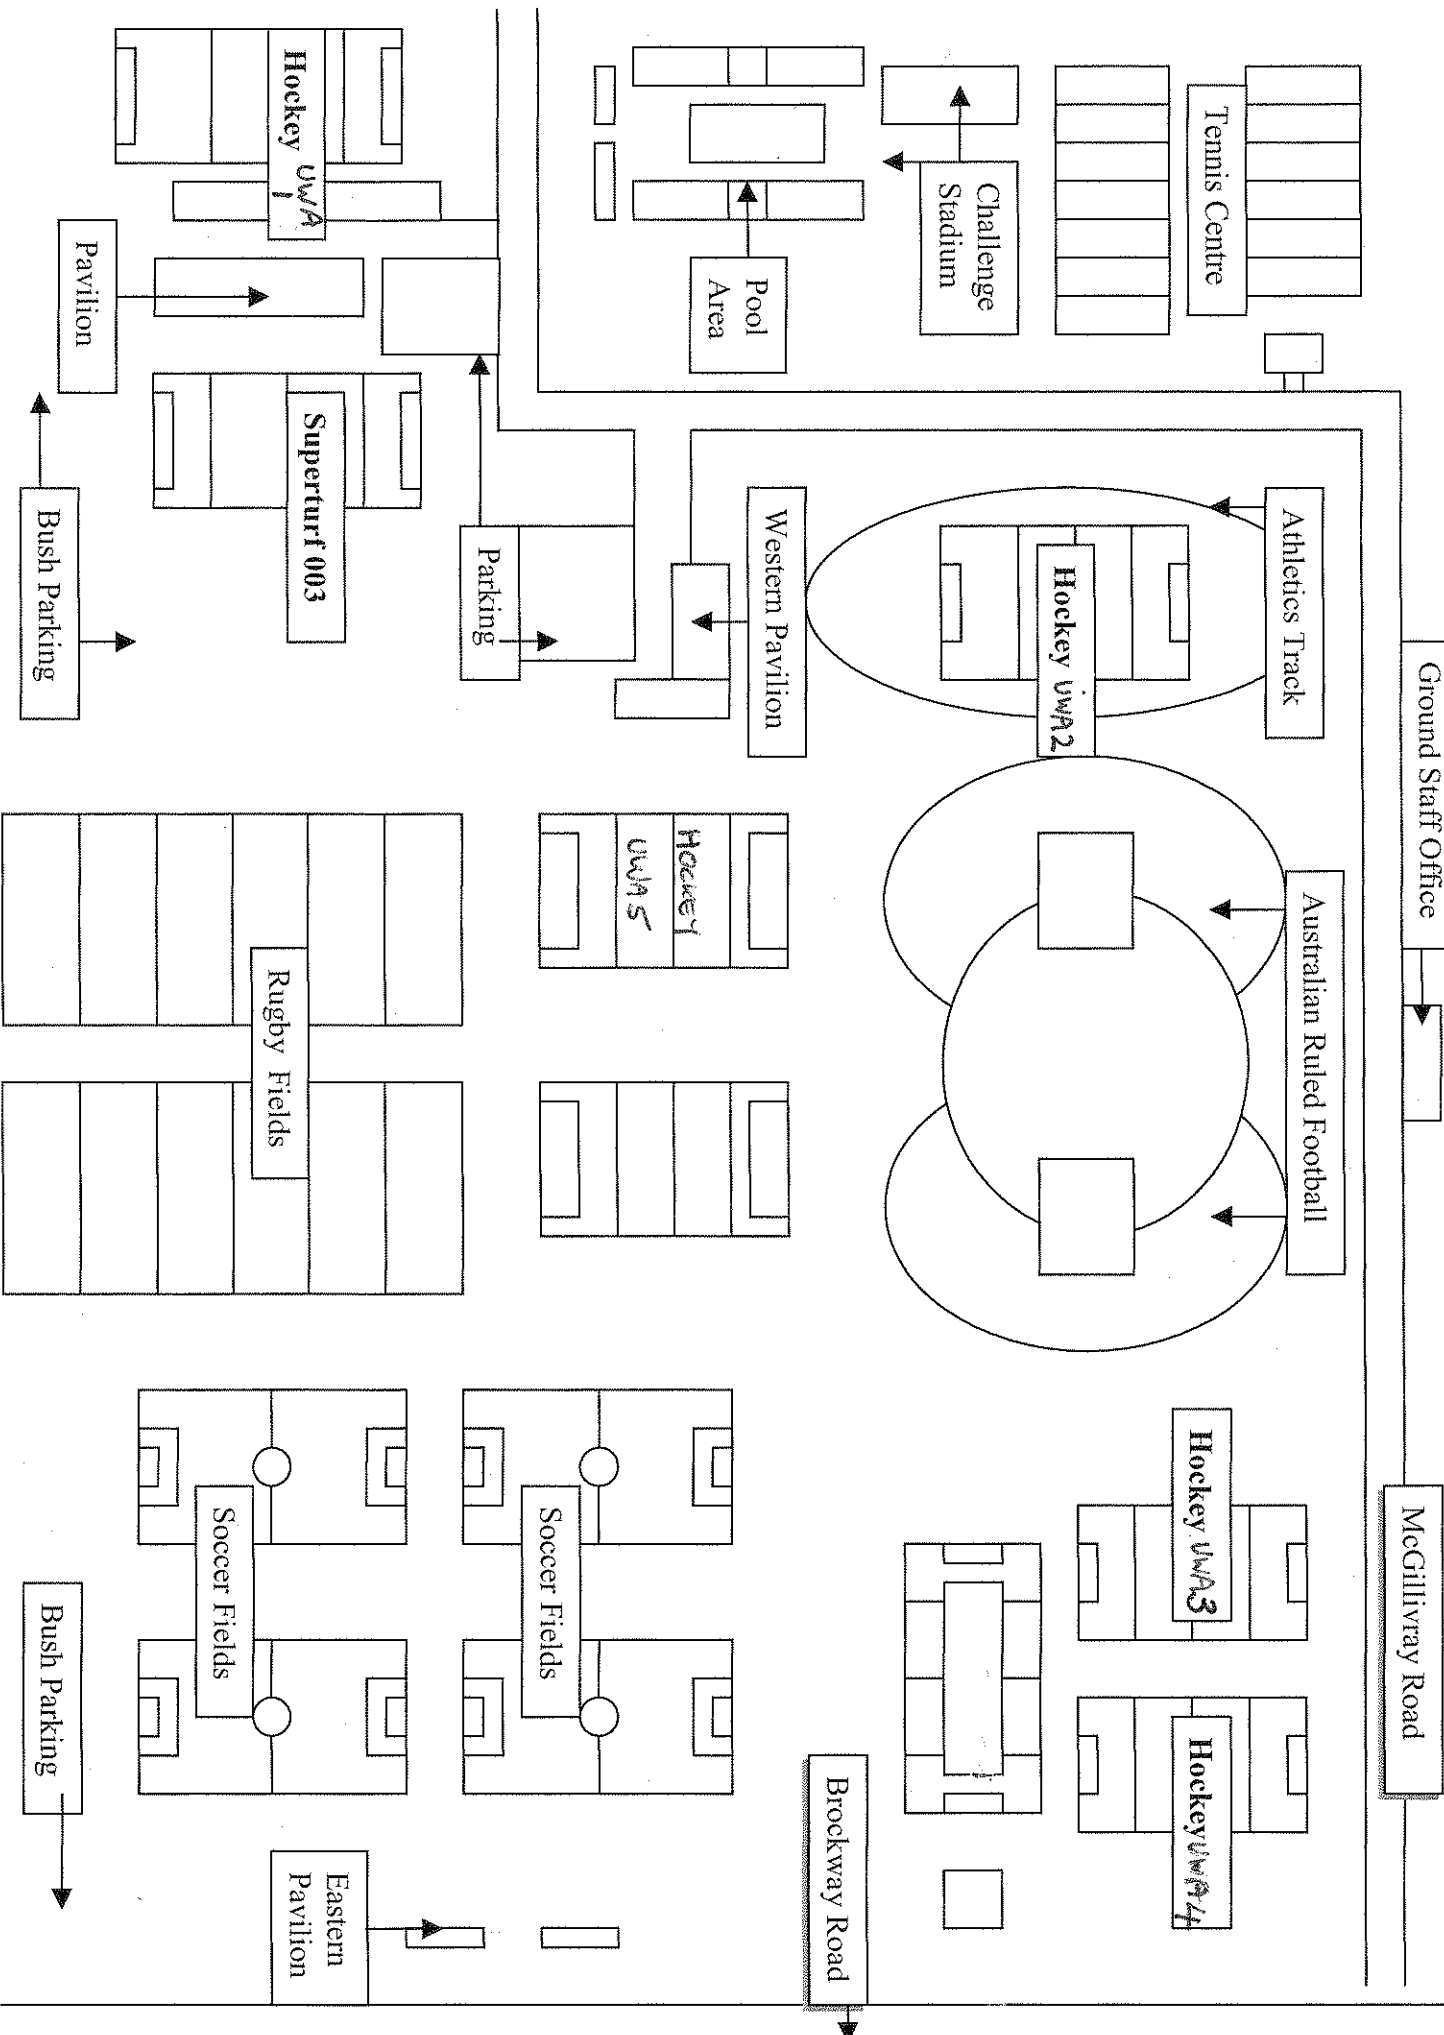 Ground Staff Office
McGillivray Road
Tennis Centre
Athletics Track
Australian Ruled Football
Hockey UWA3
Hockey UWA4
Challenge
Stadium
Hockey UWA2
Pool
Area
Western Pavilion
Brockway Road
Hockey
UWA5
Parking
Soccer Fields
Hockey UWA
1
Superturf 003
Rugby Fields
Soccer Fields
Eastern
Pavilion
Pavilion
Bush Parking
Bush Parking